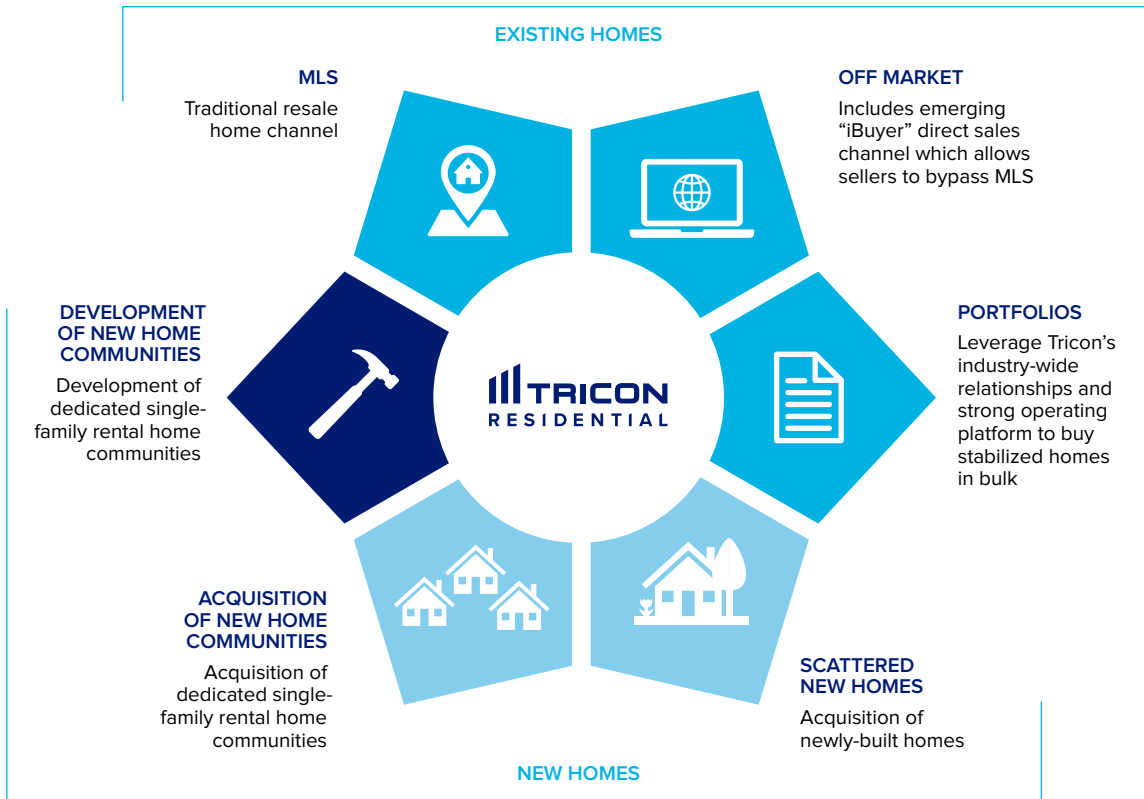 EXISTING HOMES
MLS
Traditional resale
home channel
OFF MARKET
Includes emerging
“iBuyer” direct sales
channel which allows
sellers to bypass MLS
DEVELOPMENT
OF NEW HOME
COMMUNITIES
Development of
dedicated single-
family rental home
communities
TRICON
RESIDENTIAL
PORTFOLIOS
Leverage Tricon’s
industry-wide
relationships and
strong operating
platform to buy
stabilized homes
in bulk
ACQUISITION
OF NEW HOME
COMMUNITIES
Acquisition of
dedicated single-
family rental home
communities
SCATTERED
NEW HOMES
Acquisition of
newly-built homes
NEW HOMES